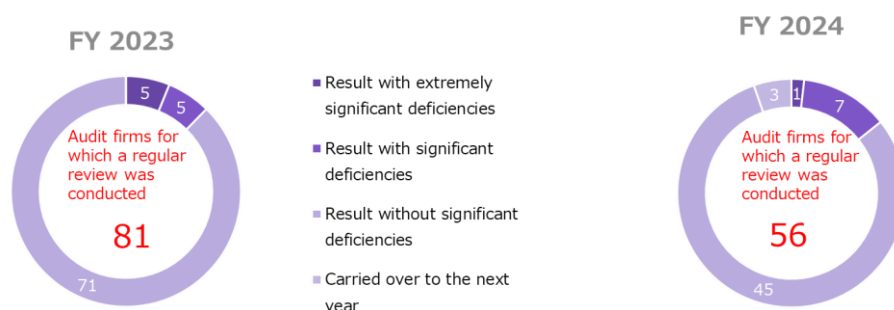 FY 2023
5
5
Audit firms for
which a regular
review was
conducted
81
71
Result with extremely
significant deficiencies
Result with significant
deficiencies
Result without significant
deficiencies
Carried over to the next
year
FY 2024
3
1
7
Audit firms for
which a regular
review was
conducted
56
45